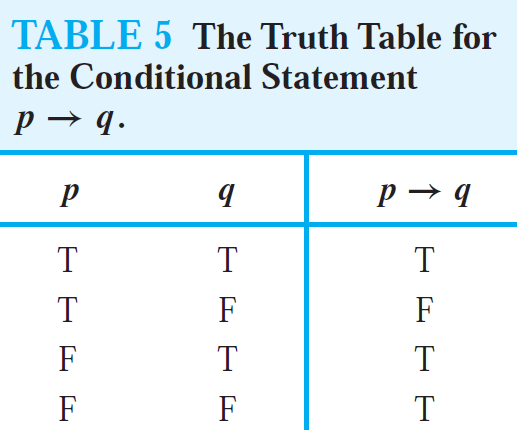 TABLE 5 The Truth Table for
the Conditional Statement
p → q.
p q p → q
T T T
T F F
F T T
F F T